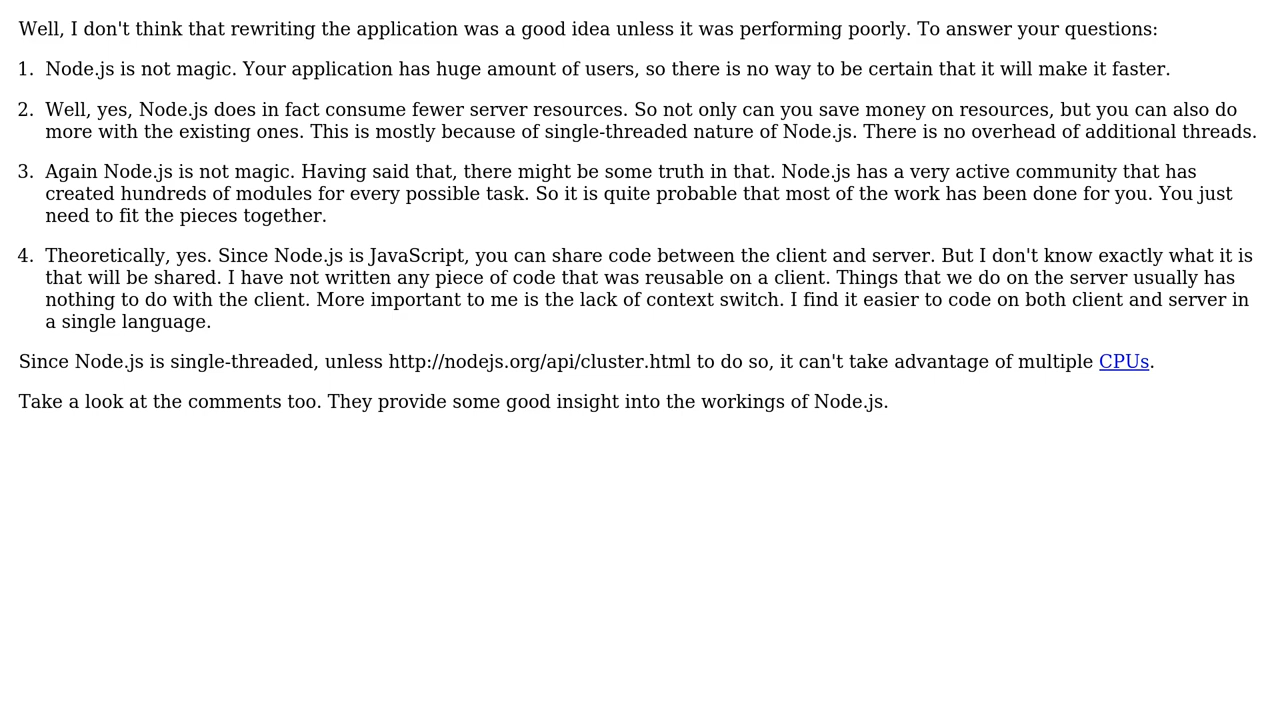 Well, I don't think that rewriting the application was a good idea unless it was performing poorly. To answer your questions:
1. Node.js is not magic. Your application has huge amount of users, so there is no way to be certain that it will make it faster.
2. Well, yes, Node.js does in fact consume fewer server resources. So not only can you save money on resources, but you can also do
more with the existing ones. This is mostly because of single-threaded nature of Node.js. There is no overhead of additional threads.
3. Again Node.js is not magic. Having said that, there might be some truth in that. Node.js has a very active community that has
created hundreds of modules for every possible task. So it is quite probable that most of the work has been done for you. You just
need to fit the pieces together.
4. Theoretically, yes. Since Node.js is JavaScript, you can share code between the client and server. But I don't know exactly what it is
that will be shared. I have not written any piece of code that was reusable on a client. Things that we do on the server usually has
nothing to do with the client. More important to me is the lack of context switch. I find it easier to code on both client and server in
a single language.
Since Node.js is single-threaded, unless http://nodejs.org/api/cluster.html to do so, it can't take advantage of multiple CPUs.
Take a look at the comments too. They provide some good insight into the workings of Node.js.